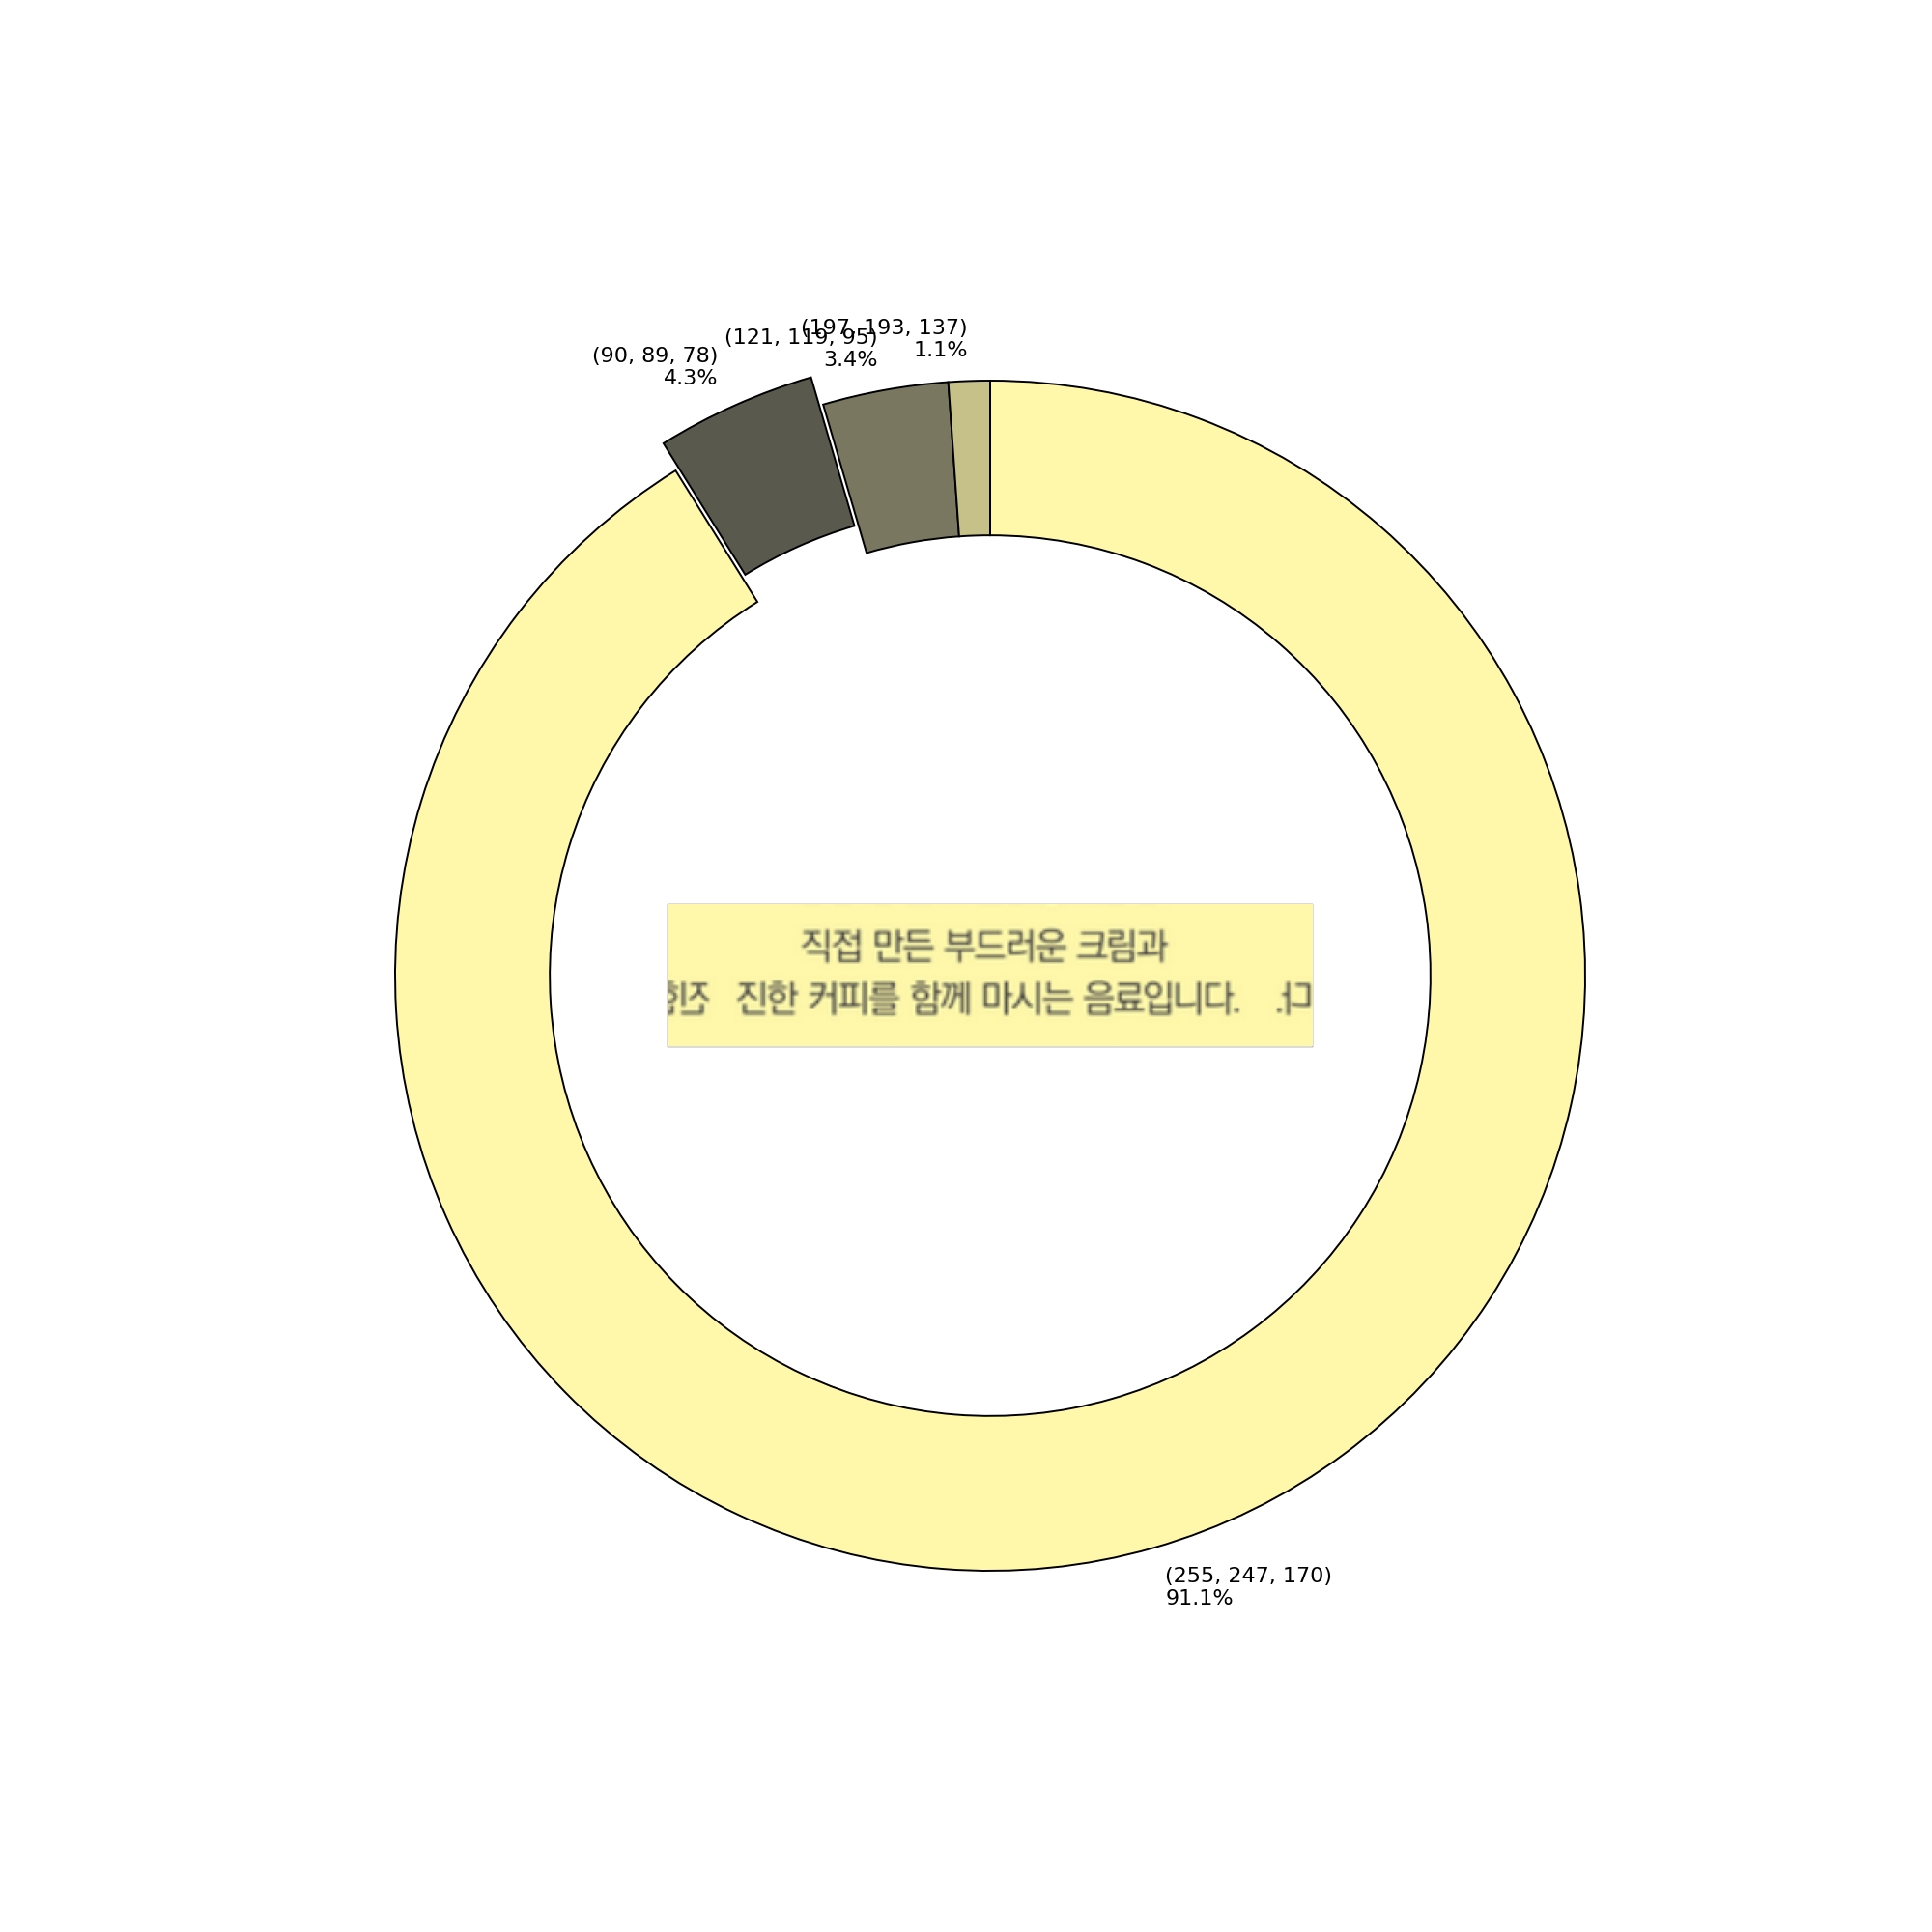 (197, 193, 137)
1.1%
(121, 119, 95)
3.4%
(90, 89, 78)
4.3%
직접 만든 부드러운 크림과
진한 커피를 함께 마시는 음료입니다.
(255, 247, 170)
91.1%